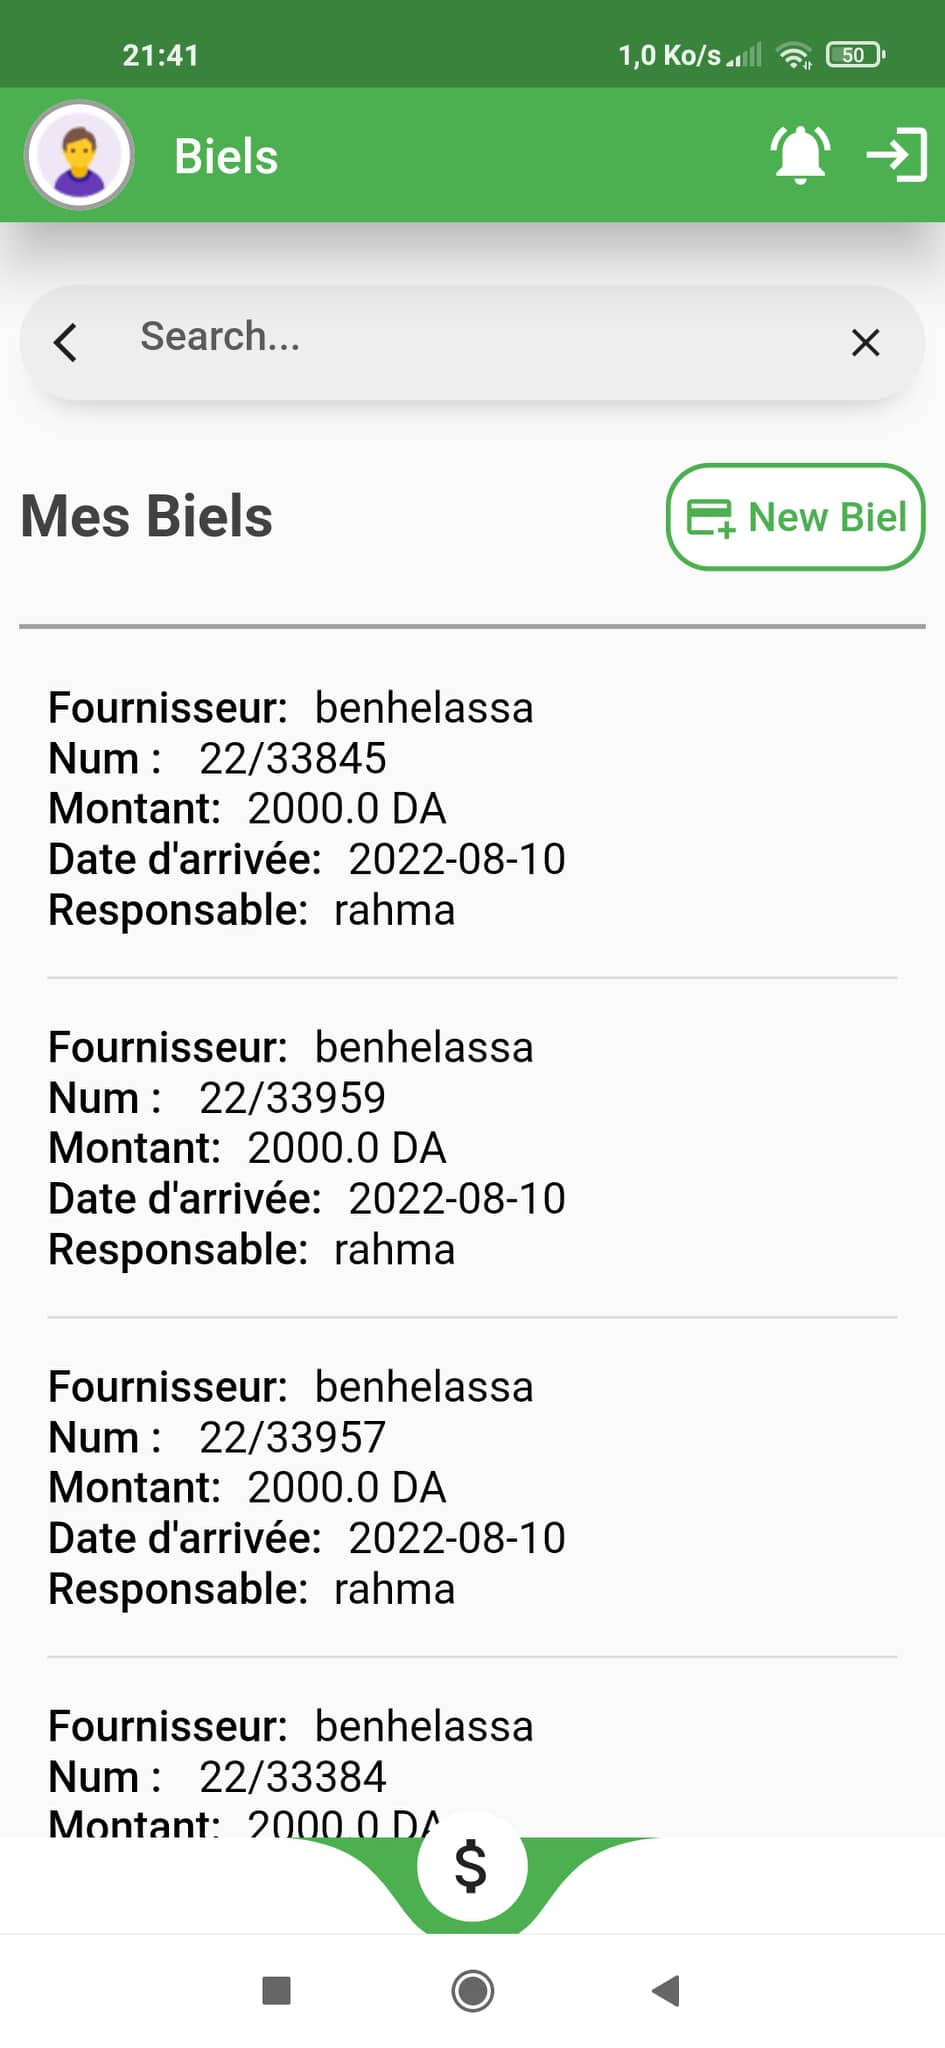 21:41
1,0 Ko/s
50
Biels
Search...
Mes Biels
New Biel
Fournisseur: benhelassa
Num : 22/33845
Montant: 2000.0 DA
Date d'arrivée: 2022-08-10
Responsable: rahma
Fournisseur: benhelassa
Num : 22/33959
Montant: 2000.0 DA
Date d'arrivée: 2022-08-10
Responsable: rahma
Fournisseur: benhelassa
Num : 22/33957
Montant: 2000.0 DA
Date d'arrivée: 2022-08-10
Responsable: rahma
Fournisseur: benhelassa
Num : 22/33384
Montant: 2000.0 DA
$